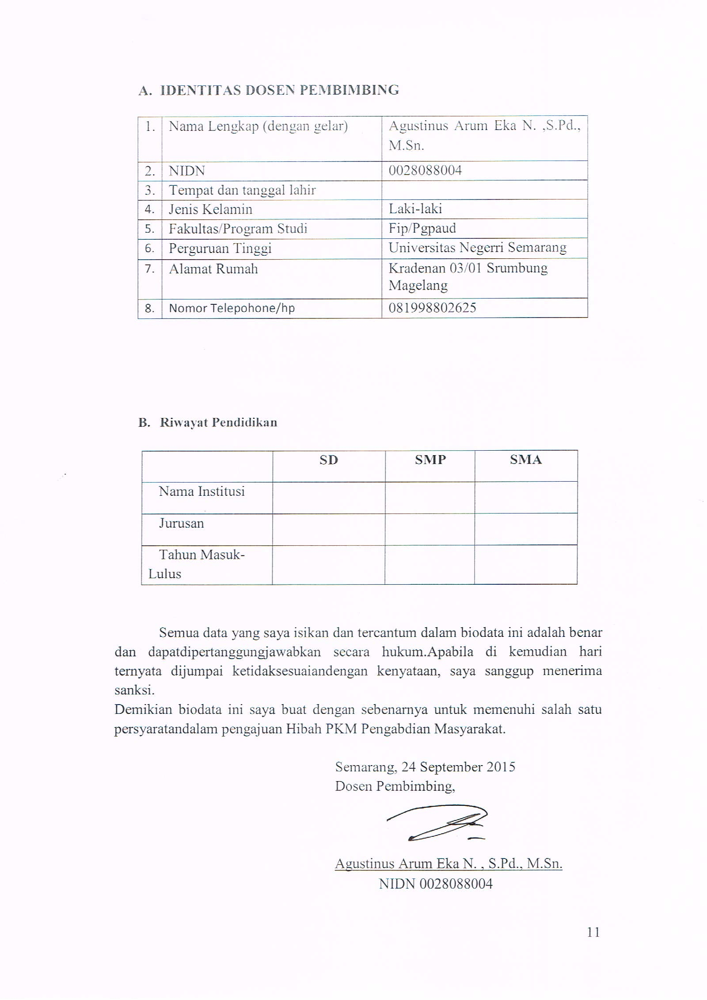 A. IDENTITAS DOSEN PEMBIMBING
1. Nama Lengkap (dengan gelar) Agustinus Arum Eka N. ,S.Pd.,
M.Sn.
2. NIDN 0028088004
3. Tempat dan tanggal lahir
4. Jenis Kelamin Laki-laki
5. Fakultas/Program Studi Fip/Pgpaud
6. Perguruan Tinggi Universitas Negerri Semarang
7. Alamat Rumah Kradenan 03/01 Srumbung
Magelang
8. Nomor Telepohone/hp 081998802625
B. Riwayat Pendidikan
SD SMP SMA
Nama Institusi
Jurusan
Tahun Masuk-
Lulus
Semua data yang saya isikan dan tercantum dalam biodata ini adalah benar
dan dapatdipertanggungjawabkan secara hukum.Apabila di kemudian hari
ternyata dijumpai ketidaksesuaiandengan kenyataan, saya sanggup menerima
sanksi.
Demikian biodata ini saya buat dengan sebenarnya untuk memenuhi salah satu
persyaratandalam pengajuan Hibah PKM Pengabdian Masyarakat.
Semarang, 24 September 2015
Dosen Pembimbing,
Agustinus Arum Eka N. , S.Pd., M.Sn.
NIDN 0028088004
11